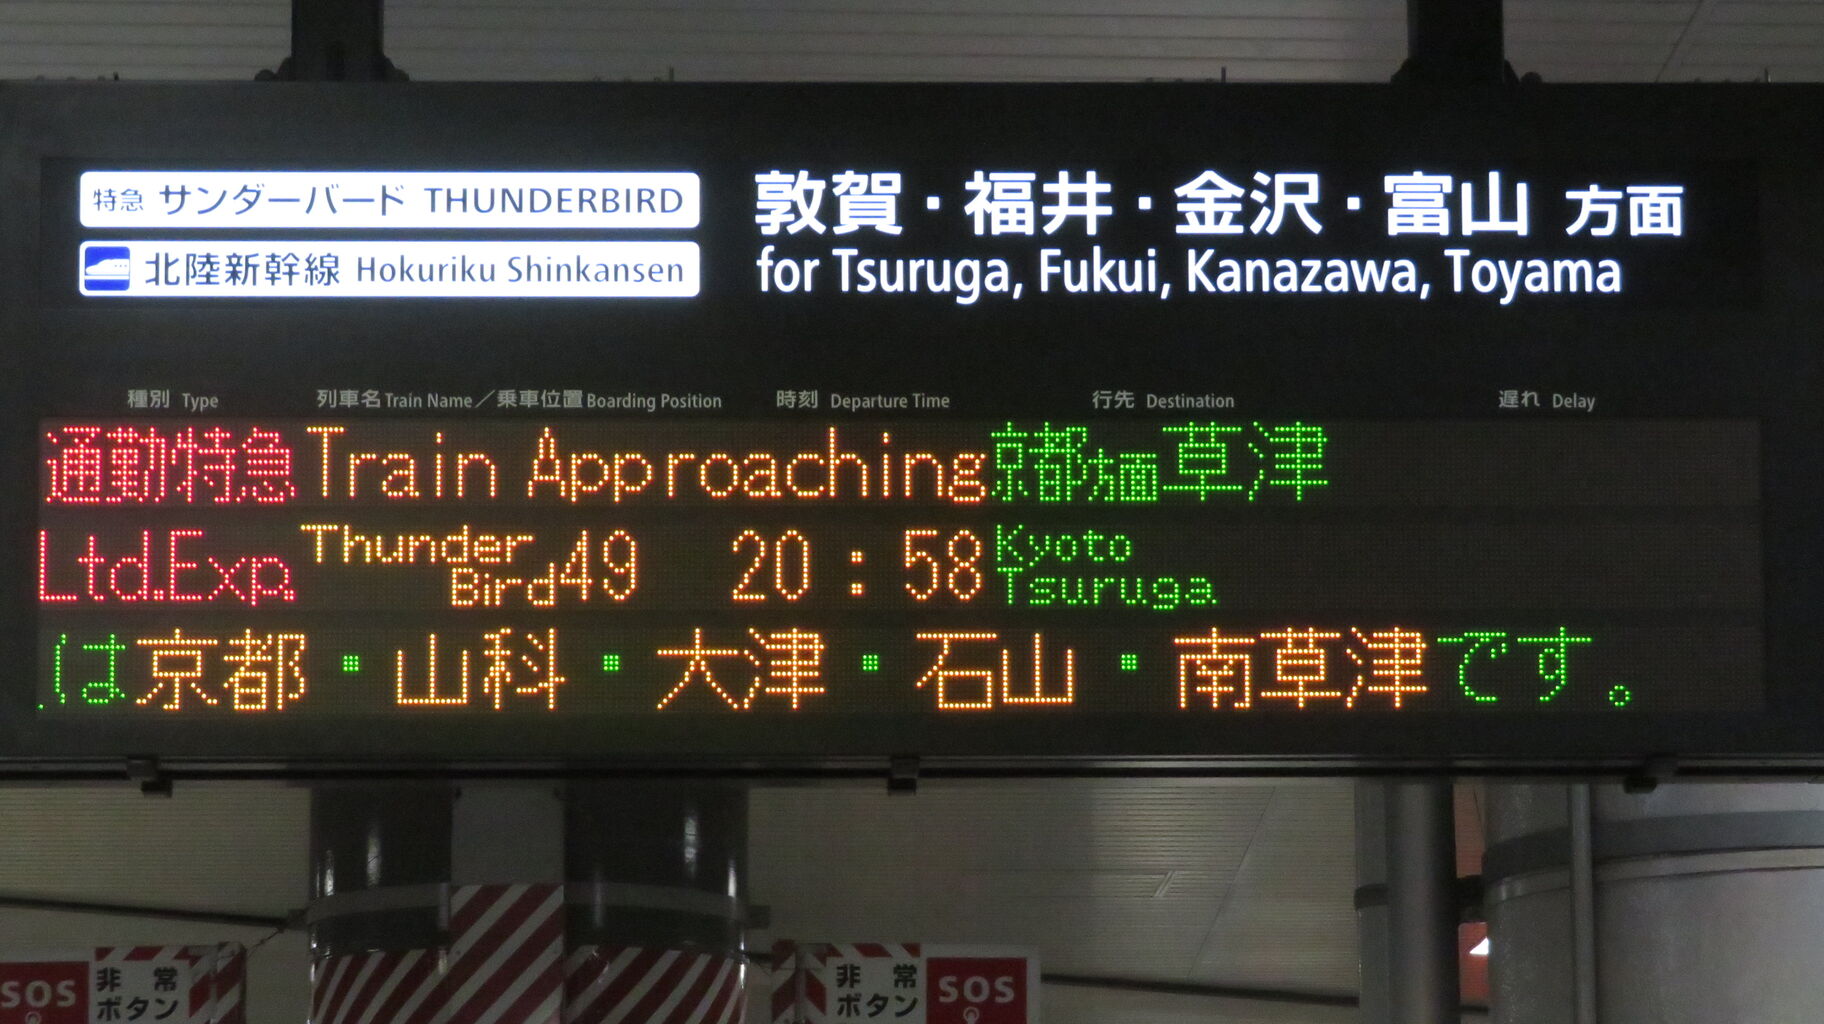 特急 サンダーバード THUNDERBIRD
北陸新幹線 Hokuriku Shinkansen
敦賀・福井・金沢・富山 方面
for Tsuruga, Fukui, Kanazawa, Toyama
種別 Type 列車名 Train Name／乗車位置 Boarding Position 時刻 Departure Time 行先 Destination 遅れ Delay
通勤特急 Train Approaching 京都方面 草津
Ltd.Exp. Thunder Bird 49 20:58 Kyoto Tsuruga
は京都・山科・大津・石山・南草津です。
SOS 非常ボタン
非常ボタン SOS